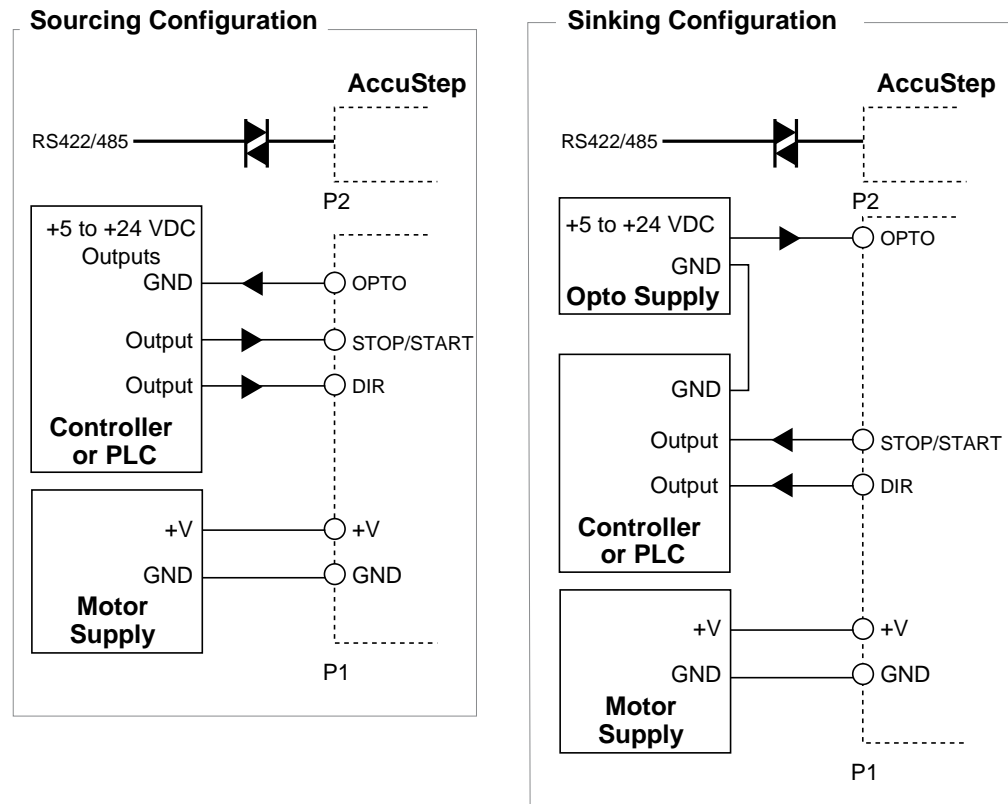 Sourcing Configuration
AccuStep
RS422/485
P2
+5 to +24 VDC
Outputs
GND
OPTO
Output
STOP/START
Output
DIR
Controller
or PLC
+V
+V
GND
GND
Motor
Supply
P1
Sinking Configuration
AccuStep
RS422/485
P2
+5 to +24 VDC
OPTO
GND
Opto Supply
GND
Output
STOP/START
Output
DIR
Controller
or PLC
+V
+V
GND
GND
Motor
Supply
P1